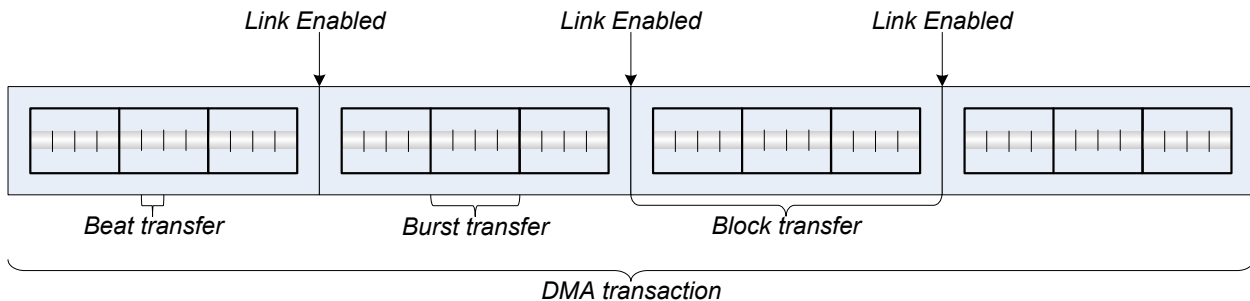 Link Enabled
Link Enabled
Link Enabled
Beat transfer
Burst transfer
Block transfer
DMA transaction